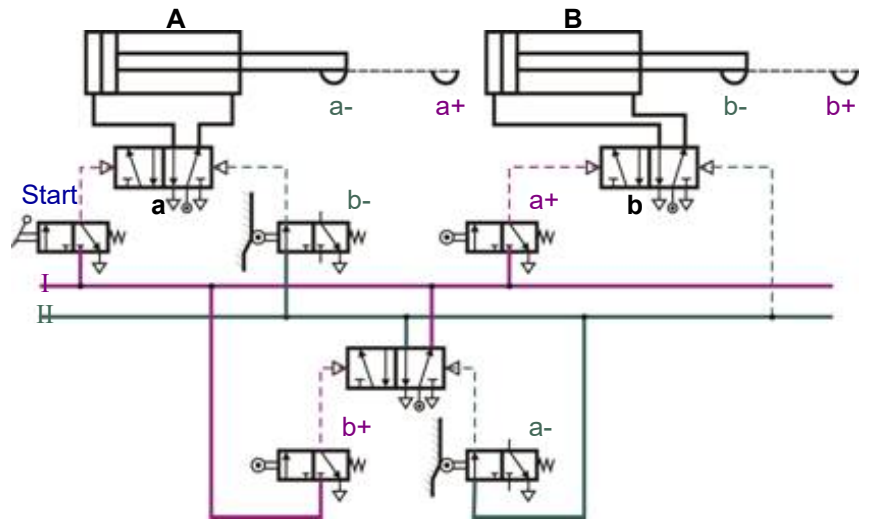 A B
a- a+ b- b+
Start a b- a+ b
I
II
b+ a-